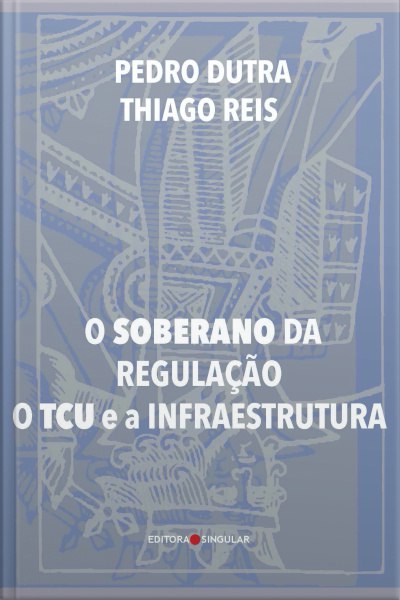 PEDRO DUTRA
THIAGO REIS
O SOBERANO DA
REGULAÇÃO
O TCU e a INFRAESTRUTURA
EDITORA SINGULAR